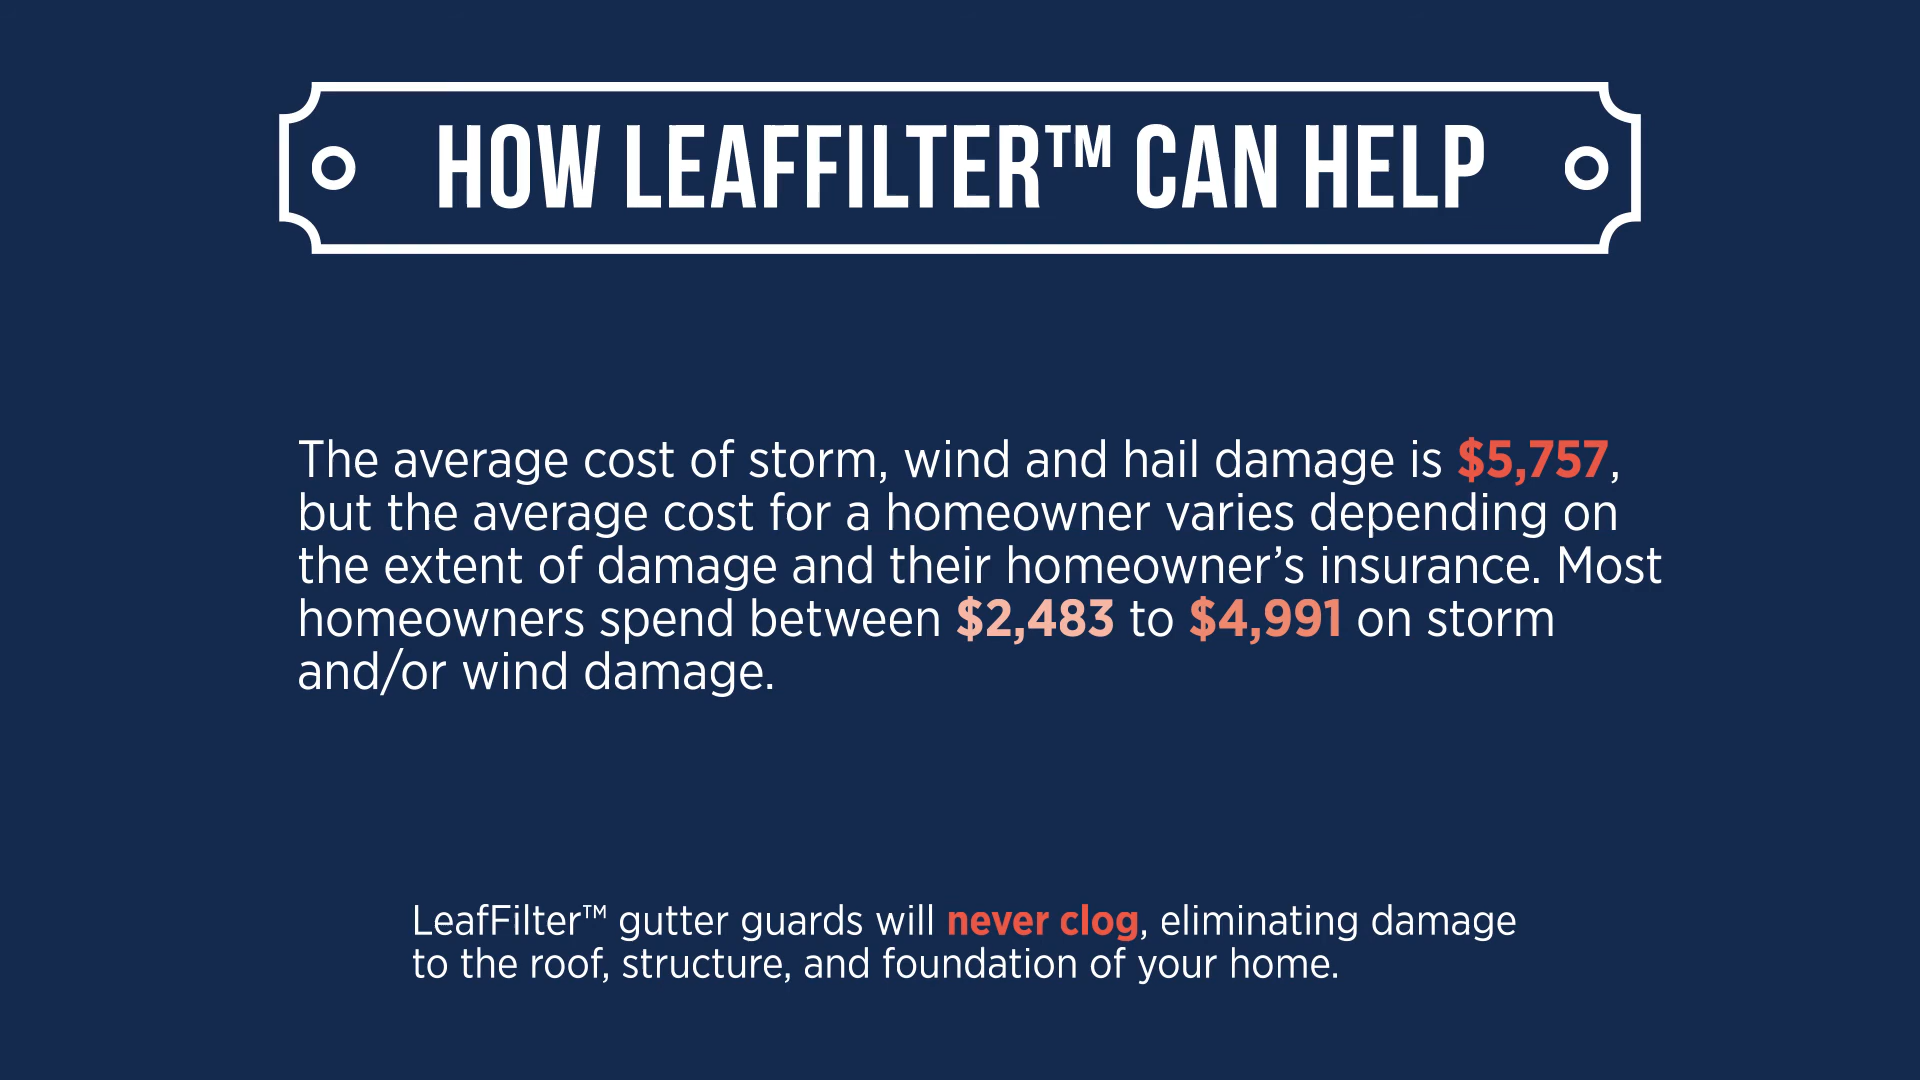 HOW LEAFFILTER™ CAN HELP
The average cost of storm, wind and hail damage is $5,757,
but the average cost for a homeowner varies depending on
the extent of damage and their homeowner’s insurance. Most
homeowners spend between $2,483 to $4,991 on storm
and/or wind damage.
LeafFilter™ gutter guards will never clog, eliminating damage
to the roof, structure, and foundation of your home.